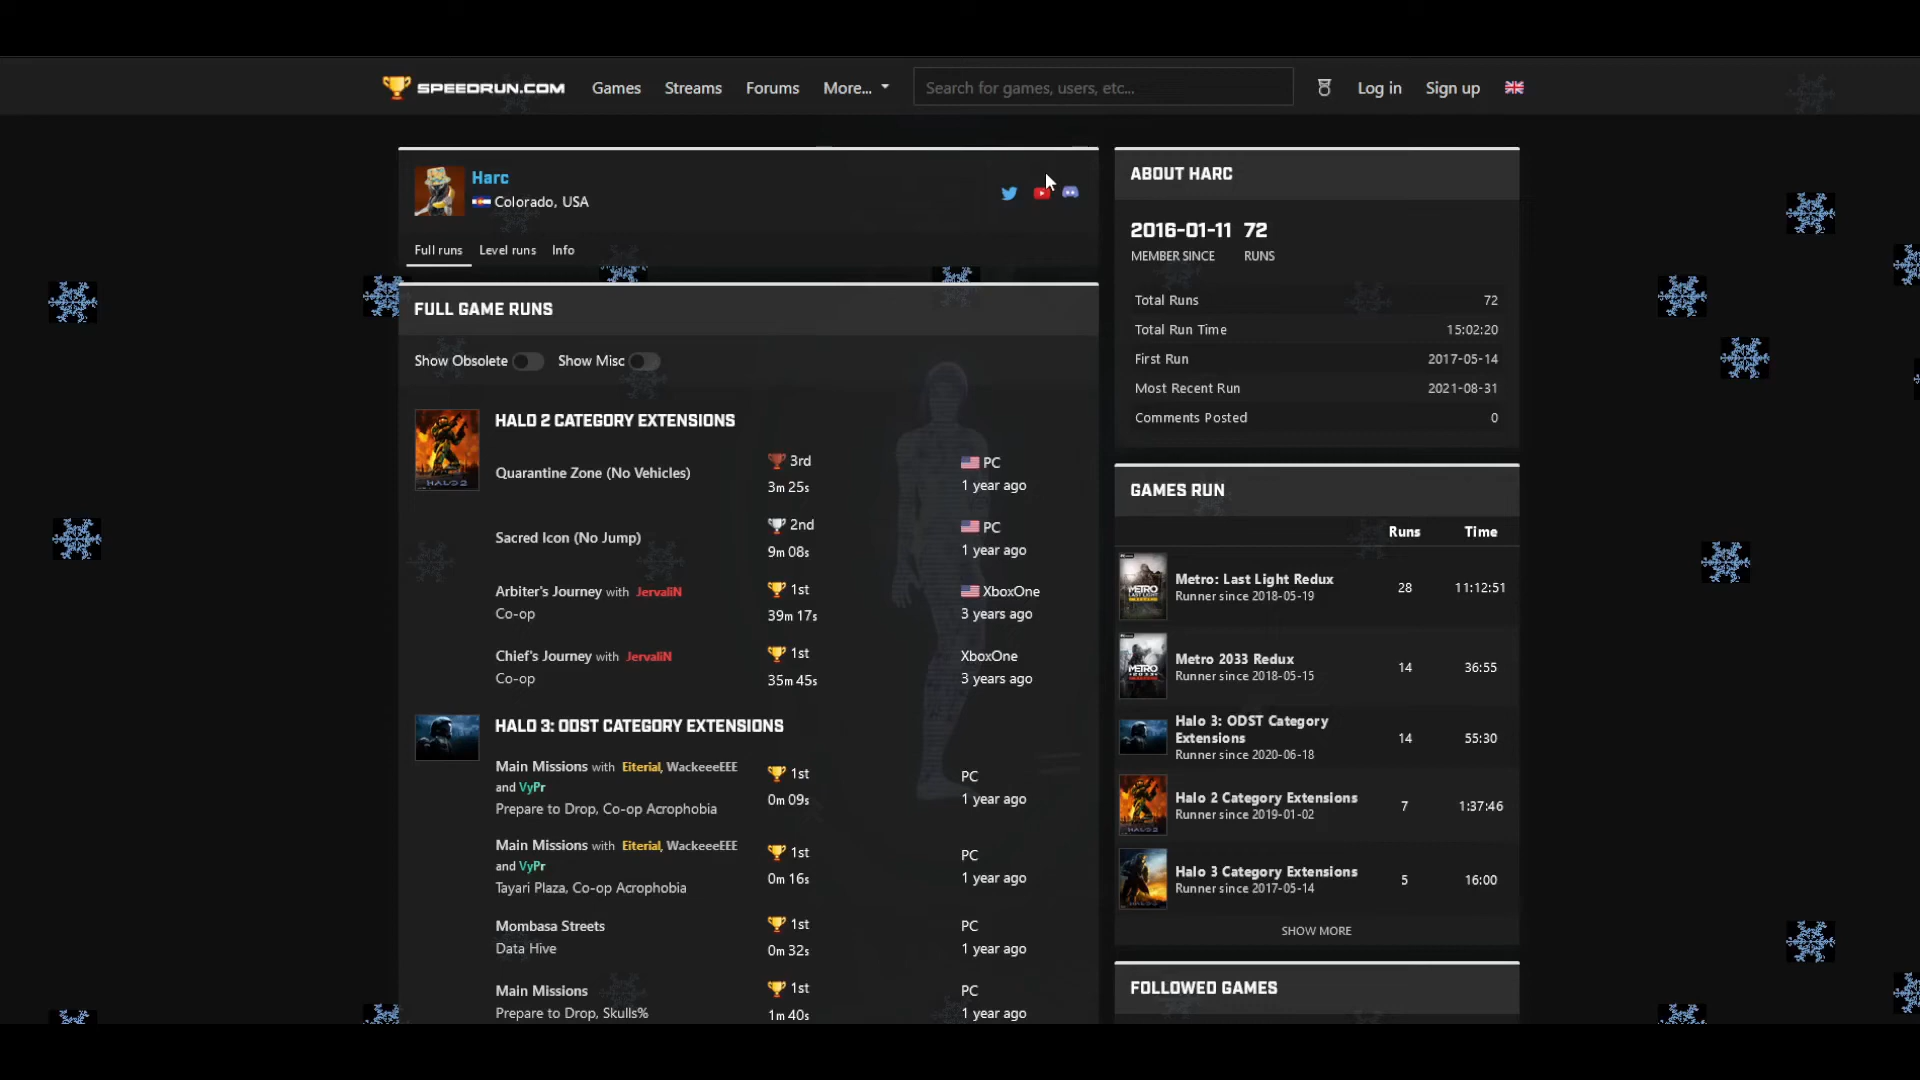 SPEEDRUN.COM Games Streams Forums More... Search for games, users, etc... Log in Sign up
Harc
Colorado, USA
Full runs Level runs Info
FULL GAME RUNS
Show Obsolete Show Misc
HALO 2 CATEGORY EXTENSIONS
Quarantine Zone (No Vehicles)
3rd
3m 25s
PC
1 year ago
Sacred Icon (No Jump)
2nd
9m 08s
PC
1 year ago
Arbiter's Journey with JervaliN
Co-op
1st
39m 17s
XboxOne
3 years ago
Chief's Journey with JervaliN
Co-op
1st
35m 45s
XboxOne
3 years ago
HALO 3: ODST CATEGORY EXTENSIONS
Main Missions with Eiterial, WackeeeEEE
and VyPr
Prepare to Drop, Co-op Acrophobia
1st
0m 09s
PC
1 year ago
Main Missions with Eiterial, WackeeeEEE
and VyPr
Tayari Plaza, Co-op Acrophobia
1st
0m 16s
PC
1 year ago
Mombasa Streets
Data Hive
1st
0m 32s
PC
1 year ago
Main Missions
Prepare to Drop, Skulls%
1st
1m 40s
PC
1 year ago
ABOUT HARC
2016-01-11 72
MEMBER SINCE RUNS
Total Runs 72
Total Run Time 15:02:20
First Run 2017-05-14
Most Recent Run 2021-08-31
Comments Posted 0
GAMES RUN
Runs Time
Metro: Last Light Redux
Runner since 2018-05-19
28 11:12:51
Metro 2033 Redux
Runner since 2018-05-15
14 36:55
Halo 3: ODST Category
Extensions
Runner since 2020-06-18
14 55:30
Halo 2 Category Extensions
Runner since 2019-01-02
7 1:37:46
Halo 3 Category Extensions
Runner since 2017-05-14
5 16:00
SHOW MORE
FOLLOWED GAMES